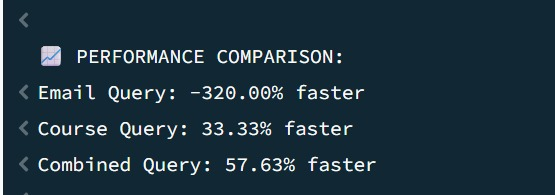 📈 PERFORMANCE COMPARISON:
Email Query: -320.00% faster
Course Query: 33.33% faster
Combined Query: 57.63% faster